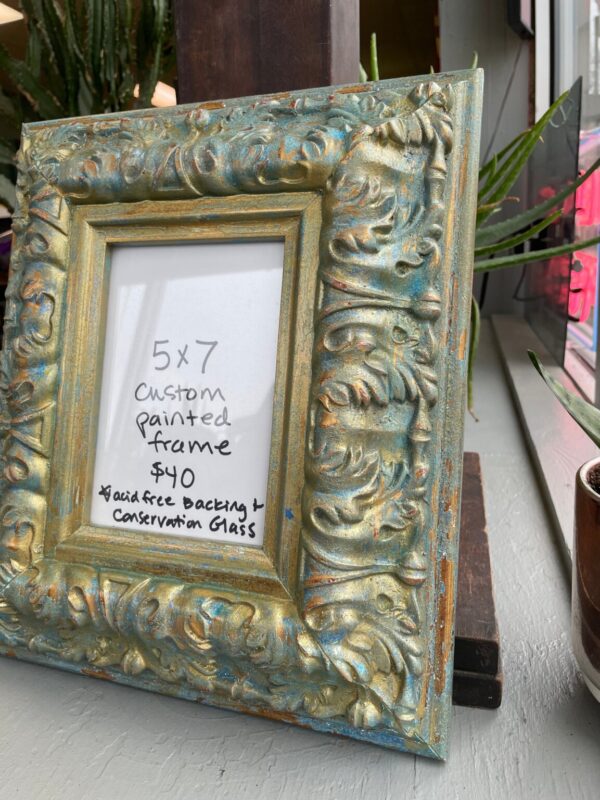 5x7
custom
painted
frame
$40
acid free Backing +
Conservation Glass